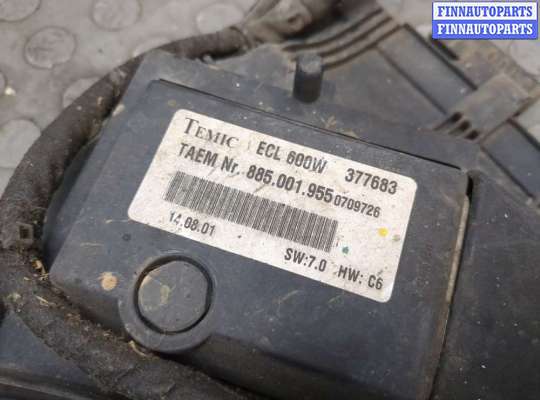 FINNAUTOPARTS
FINNAUTOPARTS
TEMIC ECL 600W 377683
TAEM Nr. 885.001.955 0709726
14.08.01 SW:7.0 HW: C6